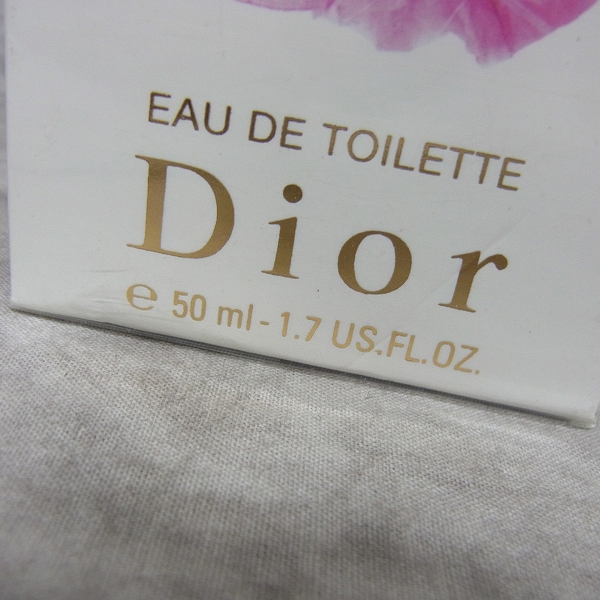 EAU DE TOILETTE
Dior
℮ 50 ml - 1.7 US.FL.OZ.